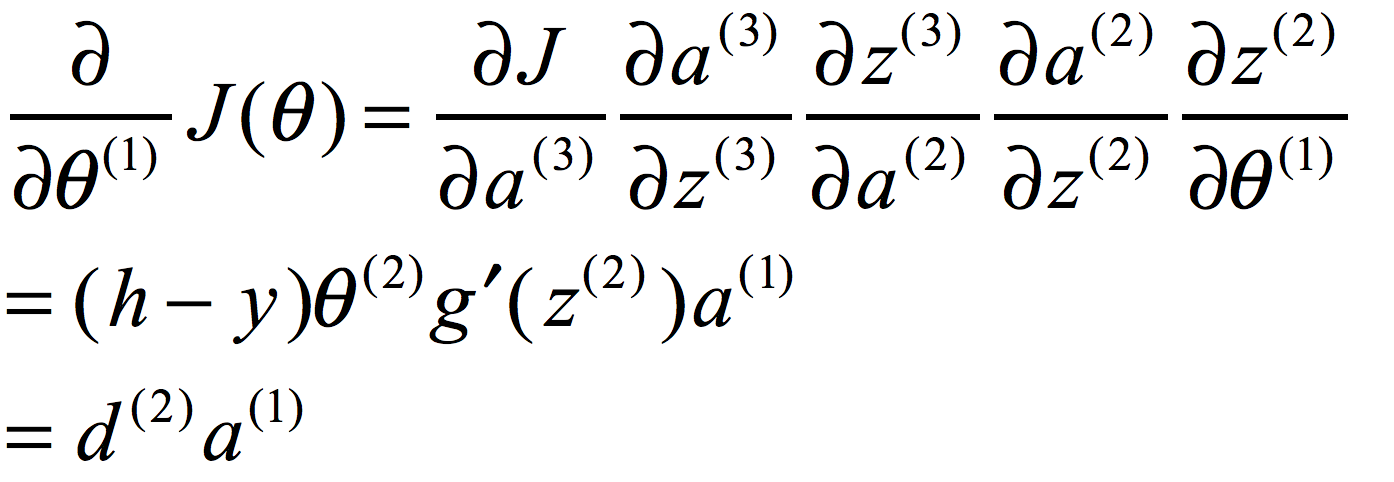 ∂/∂θ^(1) J(θ) = ∂J/∂a^(3) ∂a^(3)/∂z^(3) ∂z^(3)/∂a^(2) ∂a^(2)/∂z^(2) ∂z^(2)/∂θ^(1)
= (h − y)θ^(2) g′(z^(2))a^(1)
= d^(2) a^(1)